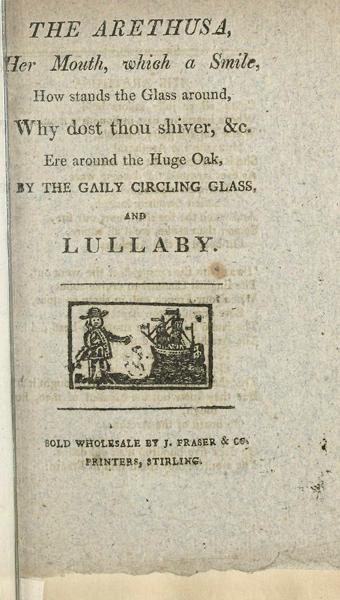 THE ARETHUSA,
Her Mouth, which a Smile,
How stands the Glass around,
Why dost thou shiver, &c.
Ere around the Huge Oak,
BY THE GAILY CIRCLING GLASS,
AND
LULLABY.
SOLD WHOLESALE BY J. FRASER & CO.
PRINTERS, STIRLING.